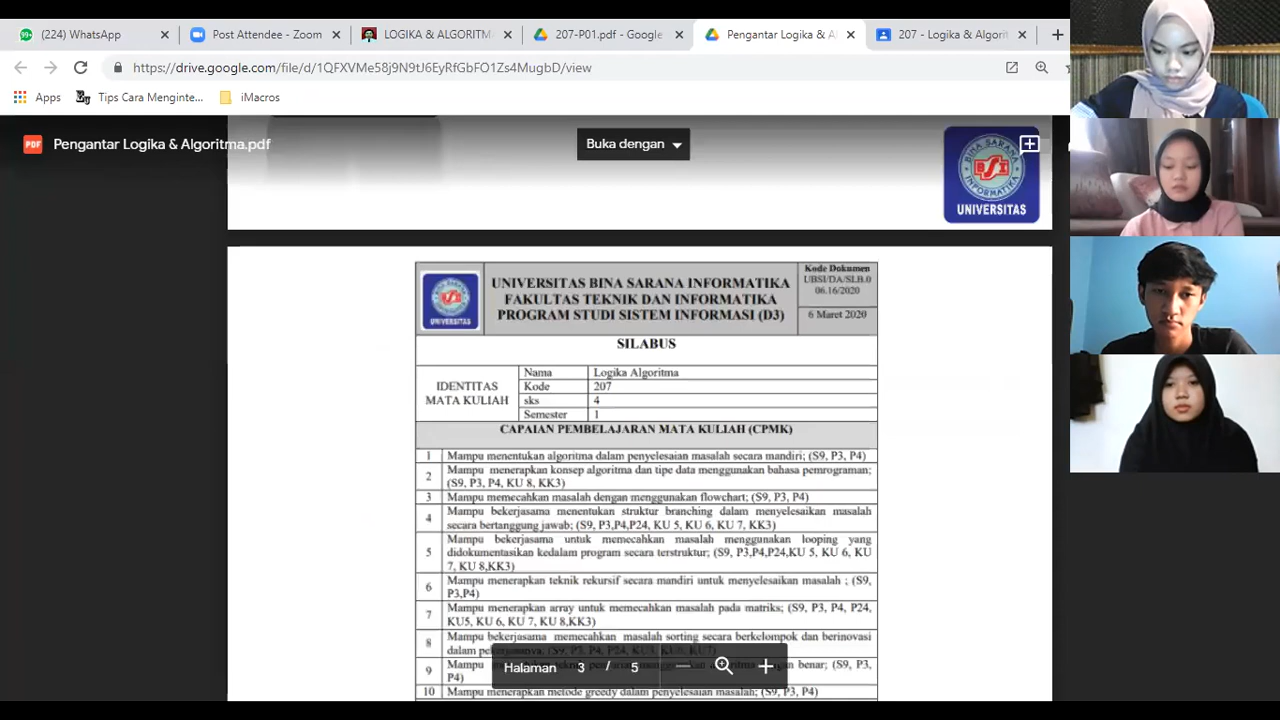 (224) WhatsApp
Post Attendee - Zoom
LOGIKA & ALGORITM
207-P01.pdf - Google
Pengantar Logika & A
207 - Logika & Algorit
https://drive.google.com/file/d/1QFXVMe58j9N9tJ6EyRfGbFO1Zs4MugbD/view
Apps
Tips Cara Menginte...
iMacros
PDF
Pengantar Logika & Algoritma.pdf
Buka dengan
BINA SARANA
BSI
INFORMATIKA
UNIVERSITAS
UNIVERSITAS
UNIVERSITAS BINA SARANA INFORMATIKA
FAKULTAS TEKNIK DAN INFORMATIKA
PROGRAM STUDI SISTEM INFORMASI (D3)
Kode Dokumen
UBSI/DA/SLB.0
06.16/2020
6 Maret 2020
SILABUS
IDENTITAS
MATA KULIAH
Nama Logika Algoritma
Kode 207
sks 4
Semester 1
CAPAIAN PEMBELAJARAN MATA KULIAH (CPMK)
1 Mampu menentukan algoritma dalam penyelesaian masalah secara mandiri; (S9, P3, P4)
2 Mampu menerapkan konsep algoritma dan tipe data menggunakan bahasa pemrograman;
(S9, P3, P4, KU 8, KK3)
3 Mampu memecahkan masalah dengan menggunakan flowchart; (S9, P3, P4)
4 Mampu bekerjasama menentukan struktur branching dalam menyelesaikan masalah
secara bertanggung jawab; (S9, P3,P4,P24, KU 5, KU 6, KU 7, KK3)
5 Mampu bekerjasama untuk memecahkan masalah menggunakan looping yang
didokumentasikan kedalam program secara terstruktur; (S9, P3,P4,P24,KU 5, KU 6, KU
7, KU 8,KK3)
6 Mampu menerapkan teknik rekursif secara mandiri untuk menyelesaikan masalah ; (S9,
P3,P4)
7 Mampu menerapkan array untuk memecahkan masalah pada matriks; (S9, P3, P4, P24,
KU5, KU 6, KU 7, KU 8,KK3)
8 Mampu bekerjasama memecahkan masalah sorting secara berkelompok dan berinovasi
dalam
9 Mampu benar; (S9, P3,
P4)
10 Mampu menerapkan metode greedy dalam penyelesaian masalah; (S9, P3, P4)
Halaman 3 / 5